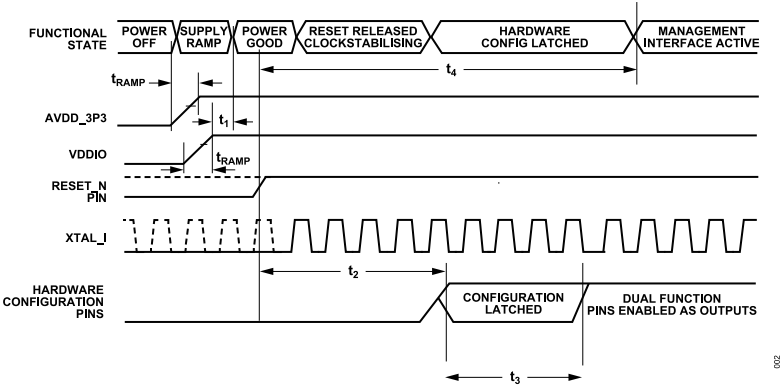 FUNCTIONAL
STATE
POWER
OFF
SUPPLY
RAMP
POWER
GOOD
RESET RELEASED
CLOCKSTABILISING
HARDWARE
CONFIG LATCHED
MANAGEMENT
INTERFACE ACTIVE
tRAMP
t4
AVDD_3P3
t1
VDDIO
tRAMP
RESET_N
PIN
XTAL_I
t2
HARDWARE
CONFIGURATION
PINS
CONFIGURATION
LATCHED
DUAL FUNCTION
PINS ENABLED AS OUTPUTS
t3
002